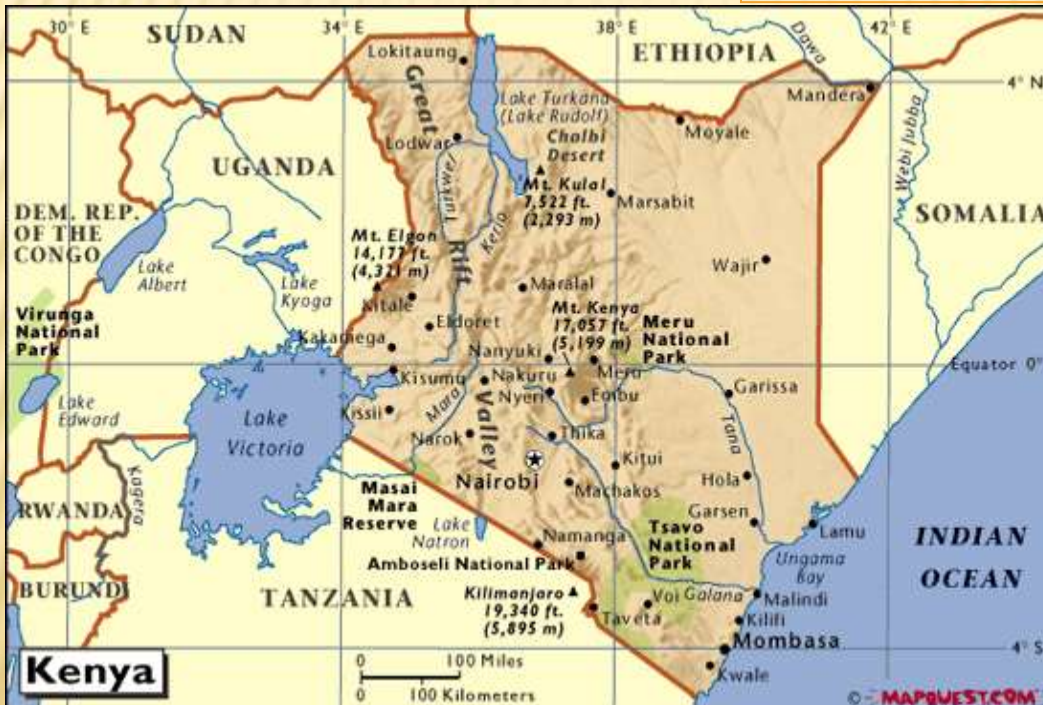 30° E
34
38
42
SUDAN
ETHIOPIA
Dawa
Lokitaung
4° N
Mandera
Great
Lake Turkana
(Lake Rudolf)
Moyale
Chalbi
Desert
Lodwar
Webi Jubba
UGANDA
Turkwel
Mt. Kulal
7,522 ft.
(2,293 m)
Marsabit
DEM. REP.
OF THE
CONGO
SOMALIA
Kerio
Mt. Elgon
14,177 ft.
(4,321 m)
Rift
Wajir
Lake
Albert
Lake
Kyoga
Maralal
Kitale
Mt. Kenya
17,057 ft.
(5,199 m)
Virunga
National
Park
Eldoret
Meru
National
Park
Kakamega
Nanyuki
Equator 0°
Kisumu
Nakuru
Meru
Garissa
Lake
Edward
Nyeri
Embu
Mara
Valley
Kissii
Lake
Victoria
Tana
Narok
Thika
Kitui
Nairobi
Hola
Machakos
Kagera
RWANDA
Masai
Mara
Reserve
Garsen
Lamu
Lake
Natron
Namanga
Tsavo
National
Park
INDIAN
OCEAN
Ungama
Bay
Amboseli National Park
BURUNDI
TANZANIA
Kilimanjaro
19,340 ft.
(5,895 m)
Voi
Galana
Malindi
Taveta
Kilifi
Mombasa
4° S
Kwale
Kenya
0 100 Miles
0 100 Kilometers
© MAPQUEST.COM